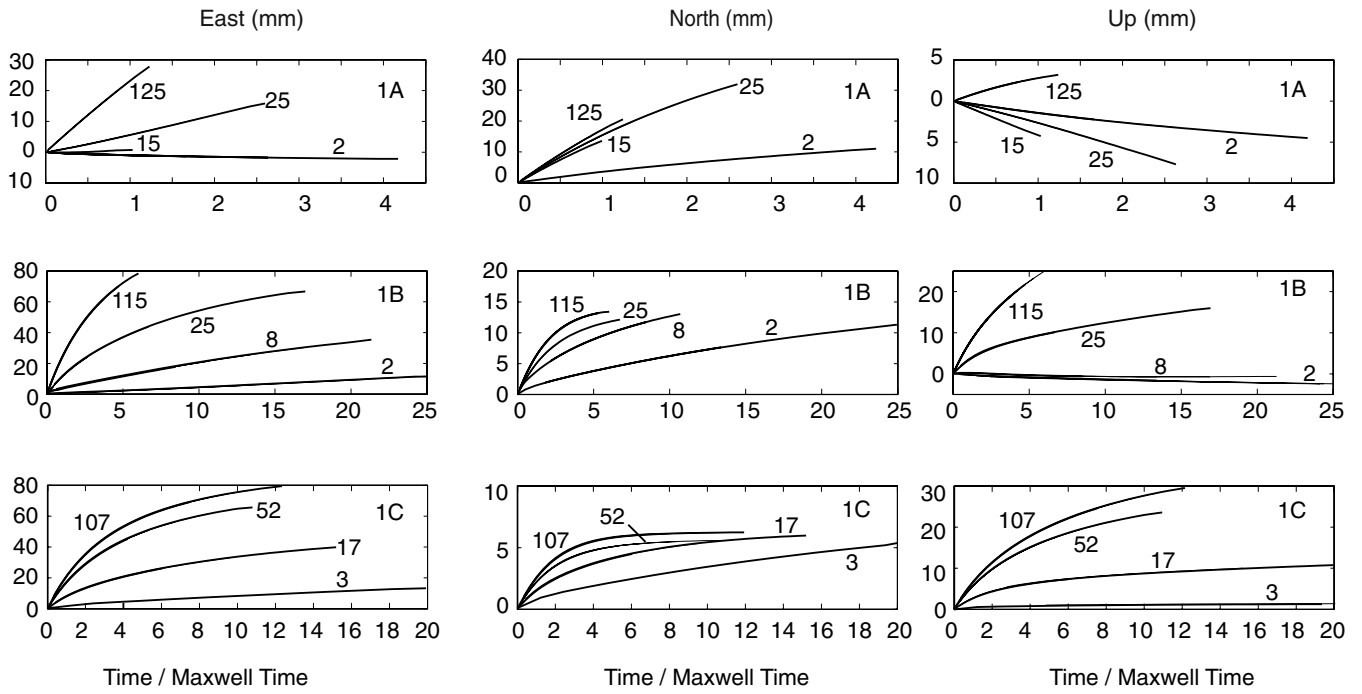 East (mm) North (mm) Up (mm)
30 20 10 0 10
125 25 15 2 1A
0 1 2 3 4
40 30 20 10 0
125 25 15 2 1A
0 1 2 3 4
5 0 5 10
125 15 25 2 1A
0 1 2 3 4
80 60 40 20 0
115 25 8 2 1B
0 5 10 15 20 25
20 15 10 5 0
115 25 8 2 1B
0 5 10 15 20 25
20 10 0
115 25 8 2 1B
0 5 10 15 20 25
80 60 40 20 0
107 52 17 3 1C
0 2 4 6 8 10 12 14 16 18 20
10 5 0
107 52 17 3 1C
0 2 4 6 8 10 12 14 16 18 20
30 20 10 0
107 52 17 3 1C
2 4 6 8 10 12 14 16 18 20
0
Time / Maxwell Time Time / Maxwell Time Time / Maxwell Time